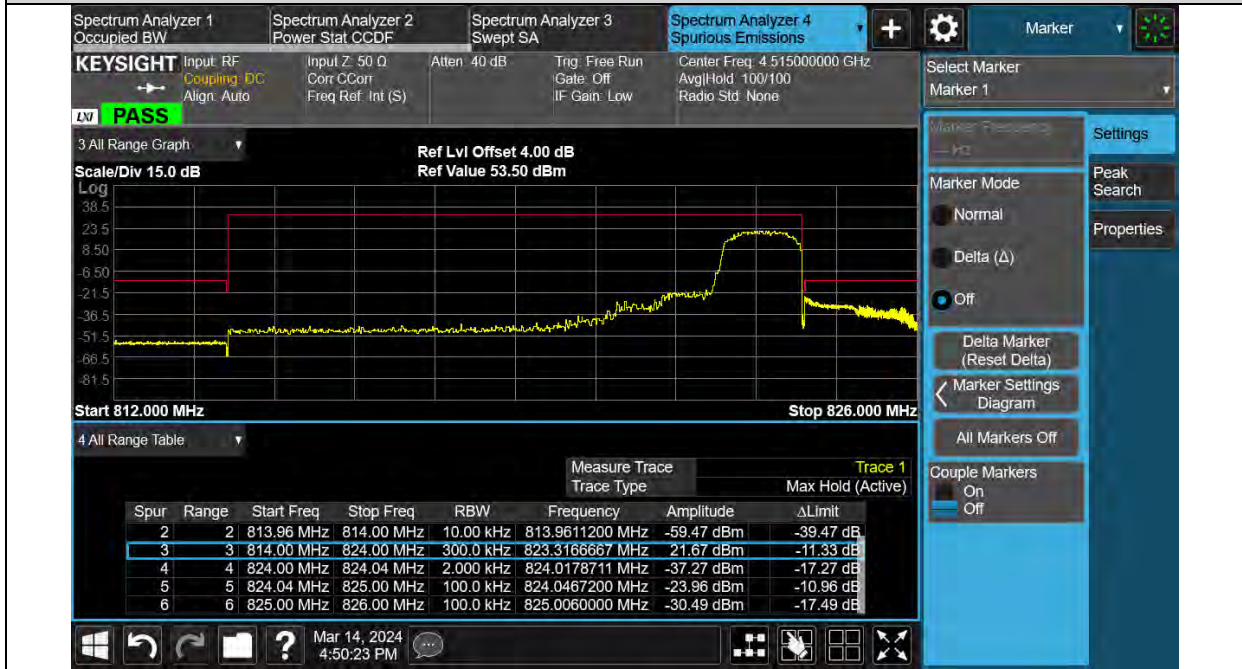 Spectrum Analyzer 1
Occupied BW
Spectrum Analyzer 2
Power Stat CCDF
Spectrum Analyzer 3
Swept SA
Spectrum Analyzer 4
Spurious Emissions
Marker
KEYSIGHT
Input: RF
Coupling: DC
Align: Auto
Input Z: 50 Ω
Corr CCorr
Freq Ref: Int (S)
Atten: 40 dB
Trig: Free Run
Gate: Off
IF Gain: Low
Center Freq: 4.515000000 GHz
Avg|Hold: 100/100
Radio Std: None
LXI
PASS
3 All Range Graph
Scale/Div 15.0 dB
Ref Lvl Offset 4.00 dB
Ref Value 53.50 dBm
Log
38.5
23.5
8.50
-6.50
-21.5
-36.5
-51.5
-66.5
-81.5
Start 812.000 MHz
Stop 826.000 MHz
4 All Range Table
Measure Trace Trace 1
Trace Type Max Hold (Active)
Spur Range Start Freq Stop Freq RBW Frequency Amplitude ΔLimit
2 2 813.96 MHz 814.00 MHz 10.00 kHz 813.9611200 MHz -59.47 dBm -39.47 dB
3 3 814.00 MHz 824.00 MHz 300.0 kHz 823.3166667 MHz 21.67 dBm -11.33 dB
4 4 824.00 MHz 824.04 MHz 2.000 kHz 824.0178711 MHz -37.27 dBm -17.27 dB
5 5 824.04 MHz 825.00 MHz 100.0 kHz 824.0467200 MHz -23.96 dBm -10.96 dB
6 6 825.00 MHz 826.00 MHz 100.0 kHz 825.0060000 MHz -30.49 dBm -17.49 dB
Select Marker
Marker 1
Marker Frequency
--- Hz
Marker Mode
Normal
Delta (Δ)
Off
Delta Marker
(Reset Delta)
Marker Settings
Diagram
All Markers Off
Couple Markers
On
Off
Settings
Peak
Search
Properties
Mar 14, 2024
4:50:23 PM